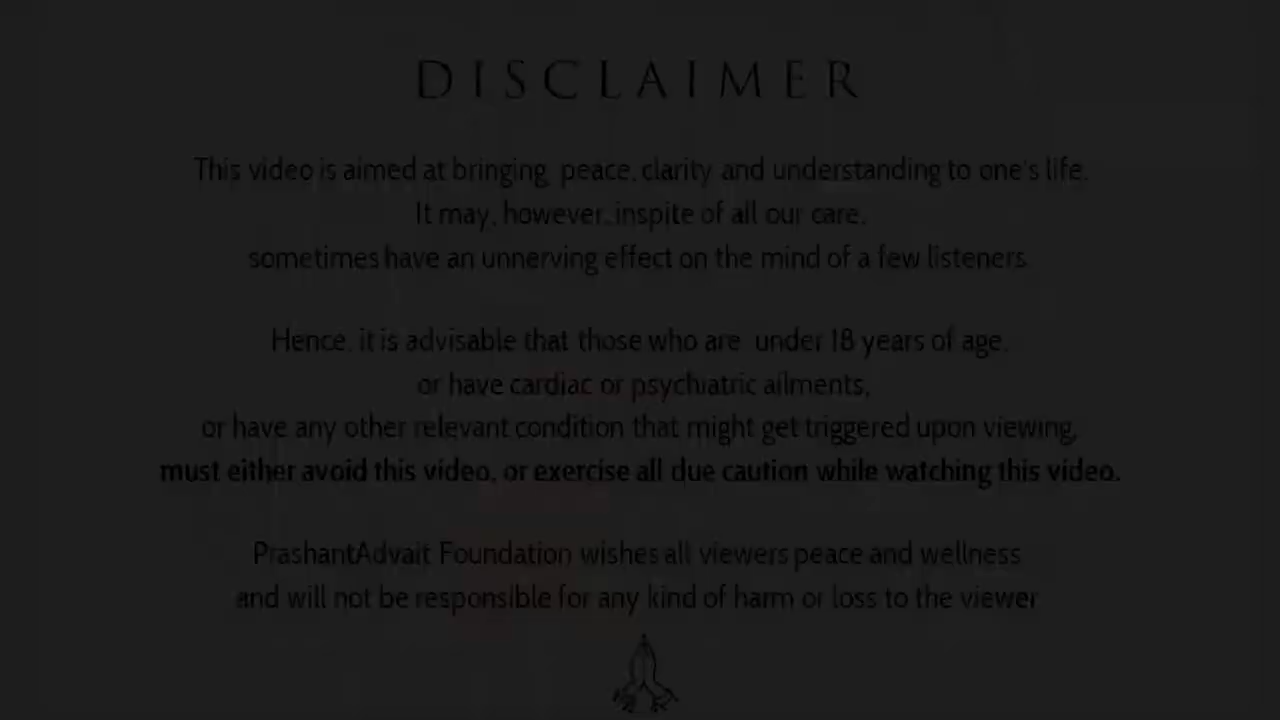 DISCLAIMER
This video is aimed at bringing peace, clarity and understanding to one's life.
It may, however, inspite of all our care,
sometimes have an unnerving effect on the mind of a few listeners
Hence, it is advisable that those who are under 18 years of age,
or have cardiac or psychiatric ailments,
or have any other relevant condition that might get triggered upon viewing,
must either avoid this video, or exercise all due caution while watching this video.
PrashantAdvait Foundation wishes all viewers peace and wellness
and will not be responsible for any kind of harm or loss to the viewer